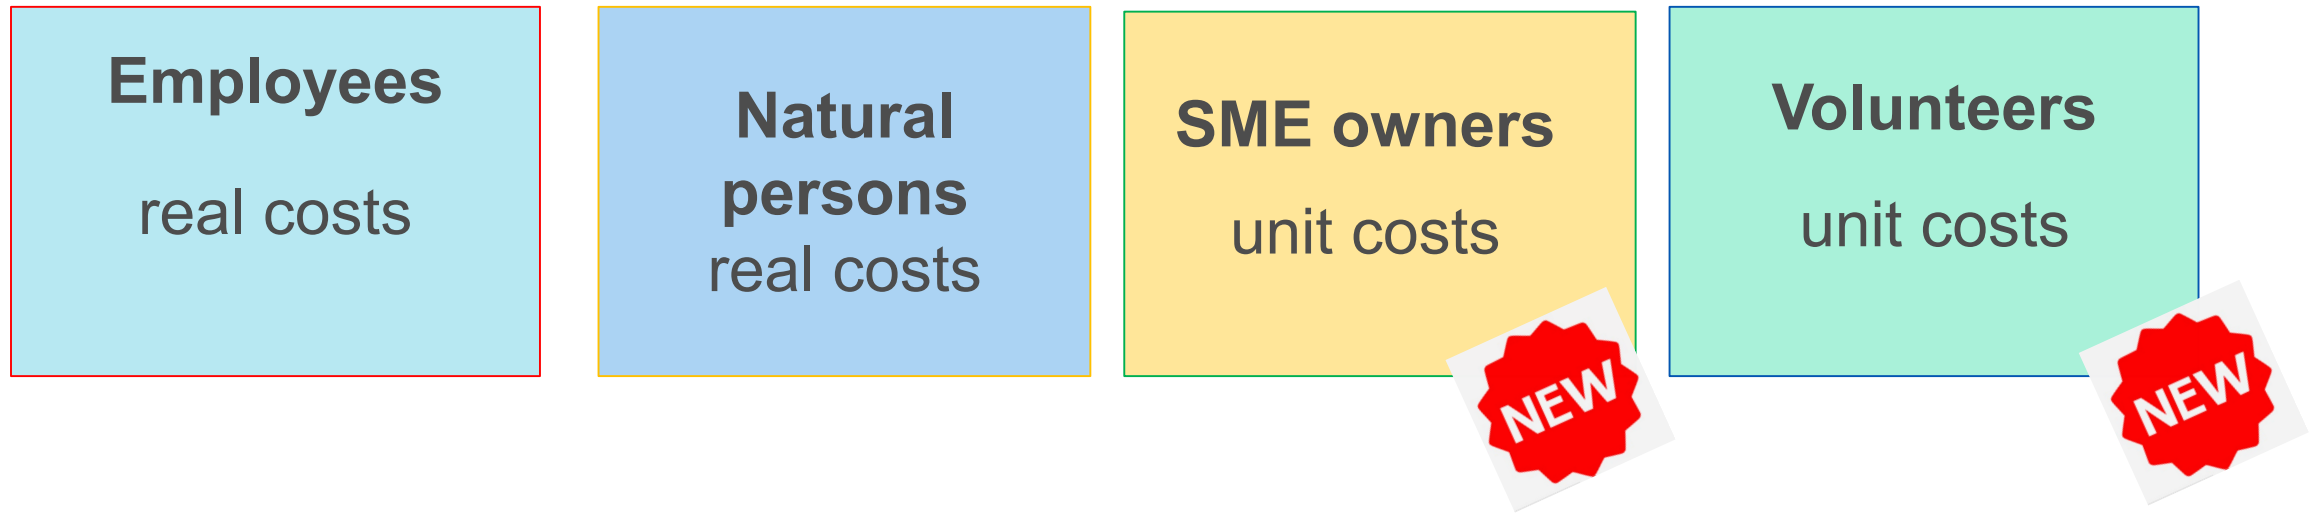 Employees
real costs
Natural
persons
real costs
SME owners
unit costs
NEW
Volunteers
unit costs
NEW